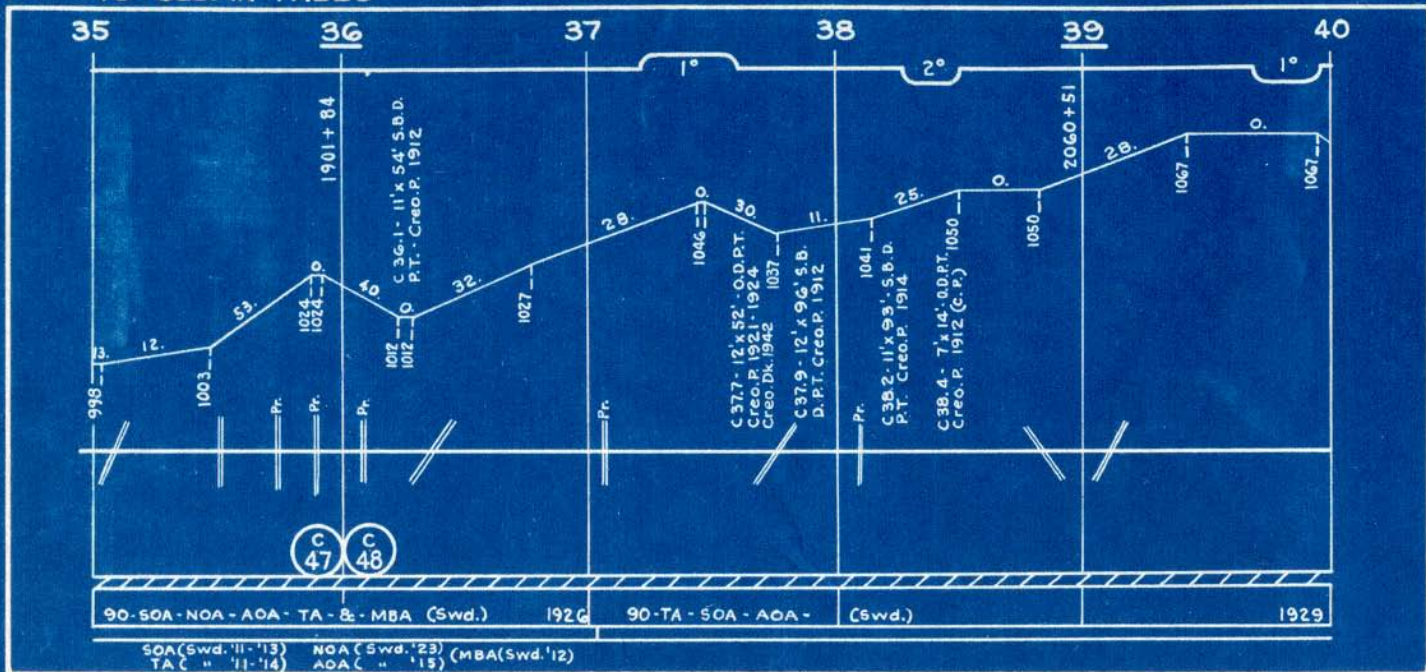 35 36 37 38 39 40
1° 2° 1°
1901 + 84
C 36.1 - 11' x 54' S.B.D.
P.T. - Creo. P. 1912
2060 + 51
13. 12. 53. 0. 40. 0. 32. 28. 0. 30. 11. 25. 0. 28. 0.
998 1003 1024 1024 1012 1012 1027 1046 1037 1041 1050 1050 1067 1067
C 37.7 - 12' x 52' - O.D.P.T.
Creo. P. 1921 - 1924
Creo. Dk. 1942
C 37.9 - 12' x 96' S.B.
D. P.T. Creo. P. 1912
C 38.2 - 11' x 93' - S.B.D.
P.T. Creo. P. 1914
C 38.4 - 7' x 14' - O.D.P.T.
Creo. P. 1912 (C.P.)
Pr. Pr. Pr. Pr. Pr.
C
47
C
48
90-SOA-NOA-AOA-TA-&-MBA (Swd.) 1926
90-TA-SOA-AOA- (Swd.) 1929
SOA (Swd. '11-'13) NOA (Swd. '23) (MBA (Swd. '12)
TA ( " '11-'14) AOA ( " '15)